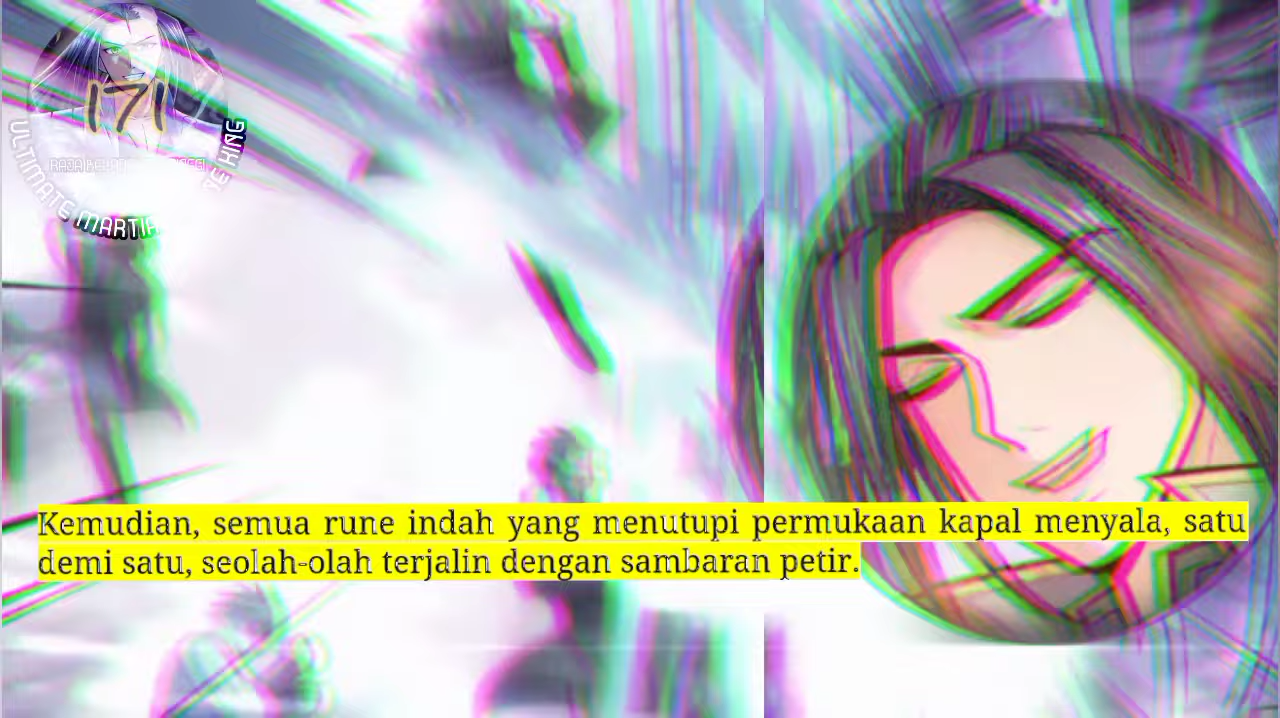 171
ULTIMATE MARTIA
KING
Kemudian, semua rune indah yang menutupi permukaan kapal menyala, satu
demi satu, seolah-olah terjalin dengan sambaran petir.